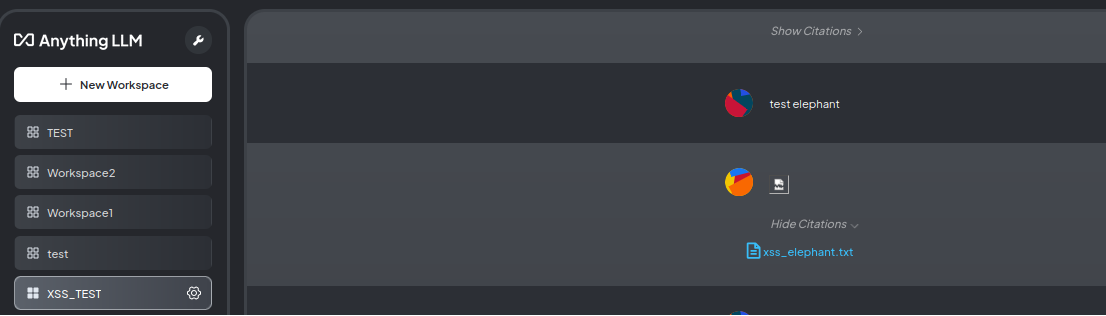 Anything LLM
New Workspace
TEST
Workspace2
Workspace1
test
XSS_TEST
Show Citations
test elephant
Hide Citations
xss_elephant.txt